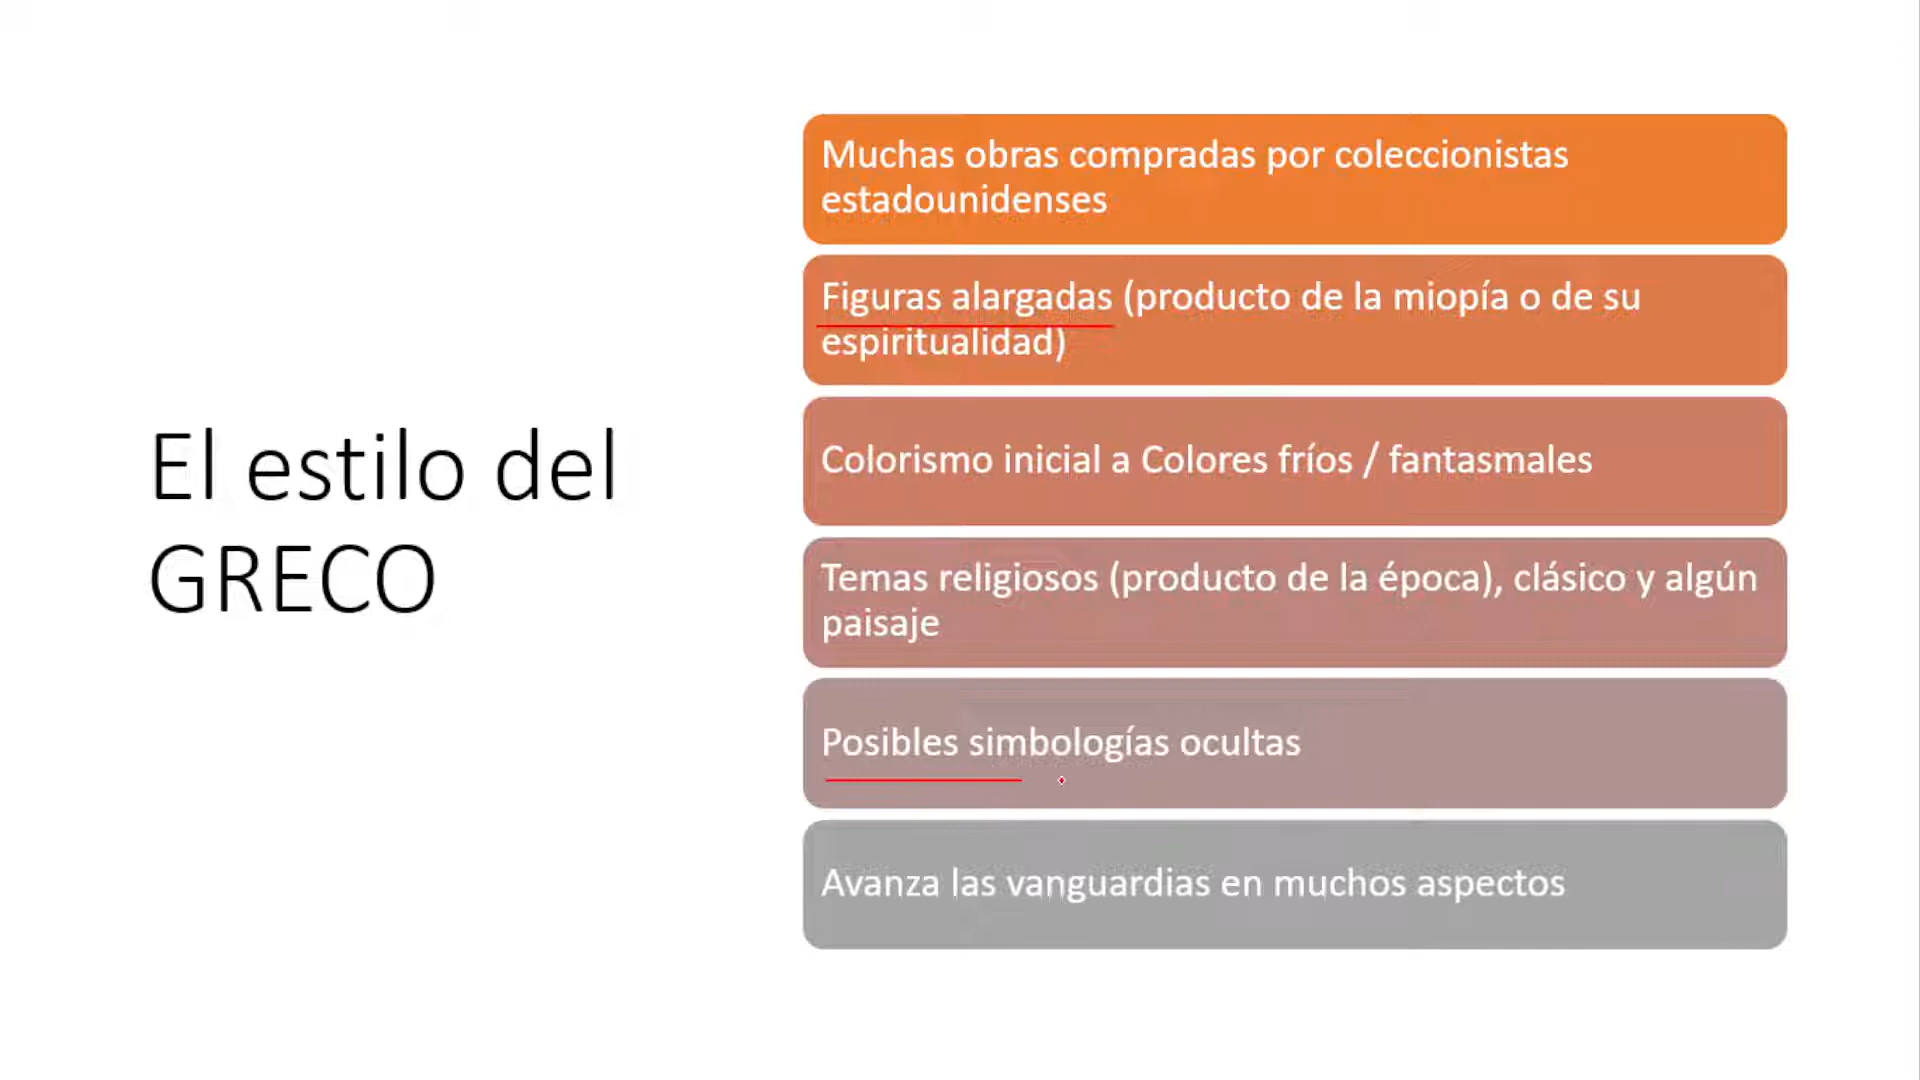 El estilo del
GRECO
Muchas obras compradas por coleccionistas
estadounidenses
Figuras alargadas (producto de la miopía o de su
espiritualidad)
Colorismo inicial a Colores fríos / fantasmales
Temas religiosos (producto de la época), clásico y algún
paisaje
Posibles simbologías ocultas
Avanza las vanguardias en muchos aspectos